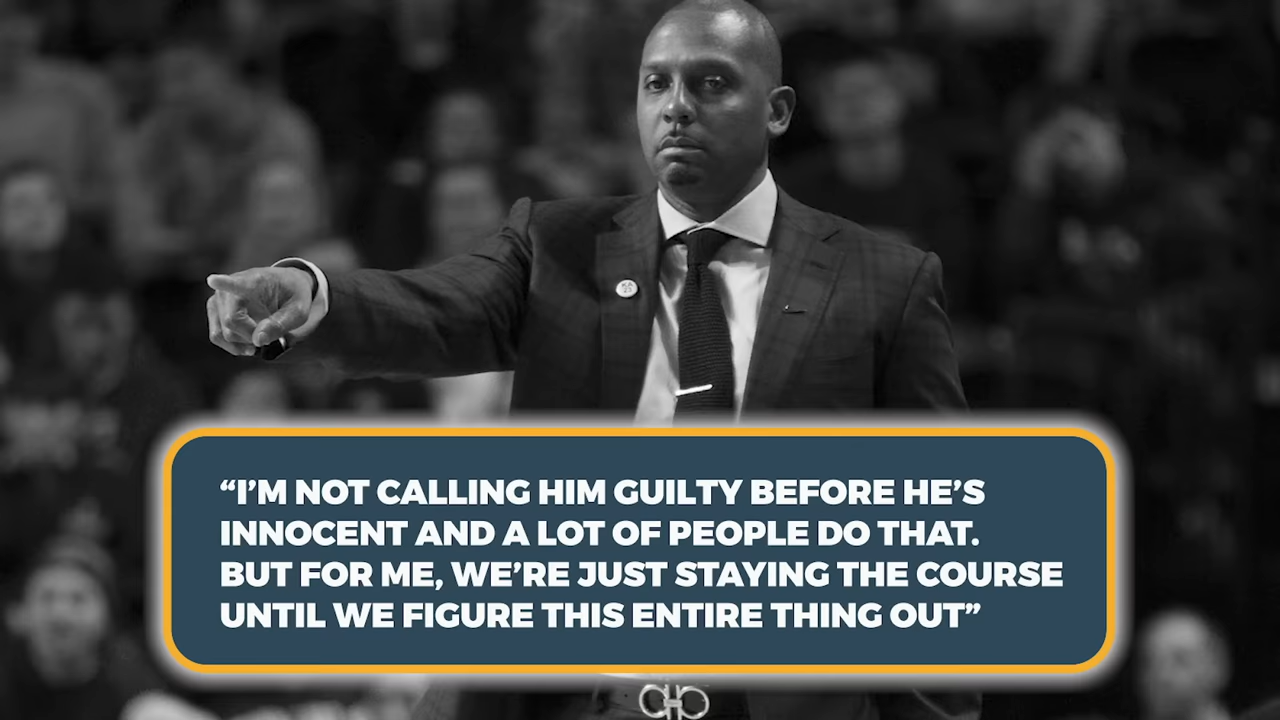 “I’M NOT CALLING HIM GUILTY BEFORE HE’S
INNOCENT AND A LOT OF PEOPLE DO THAT.
BUT FOR ME, WE’RE JUST STAYING THE COURSE
UNTIL WE FIGURE THIS ENTIRE THING OUT”